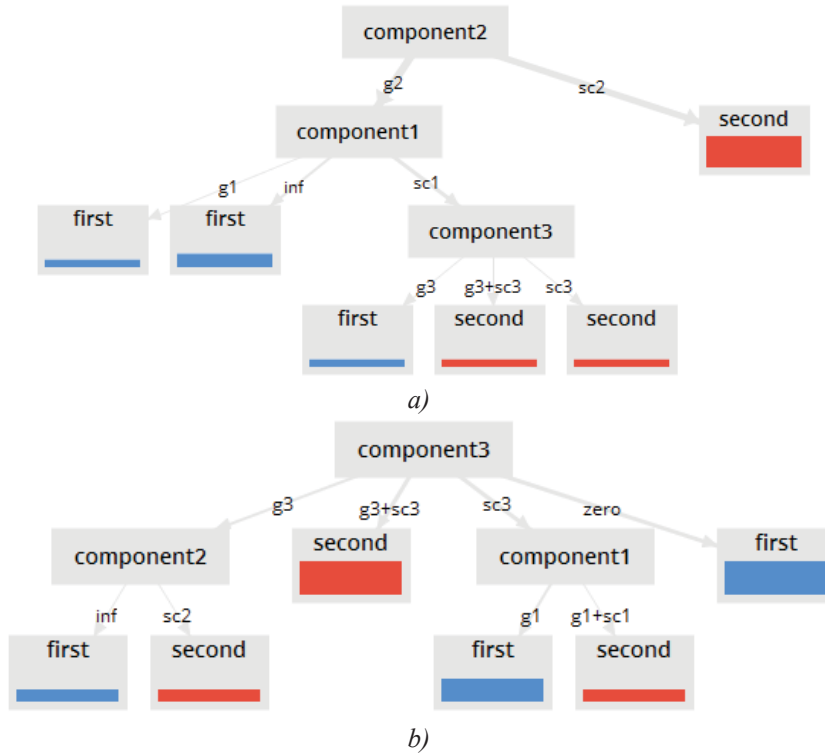 component2
g2
sc2
component1
second
g1
inf
sc1
first
first
component3
g3
g3+sc3
sc3
first
second
second
a)
component3
g3
g3+sc3
sc3
zero
component2
second
component1
first
inf
sc2
g1
g1+sc1
first
second
first
second
b)